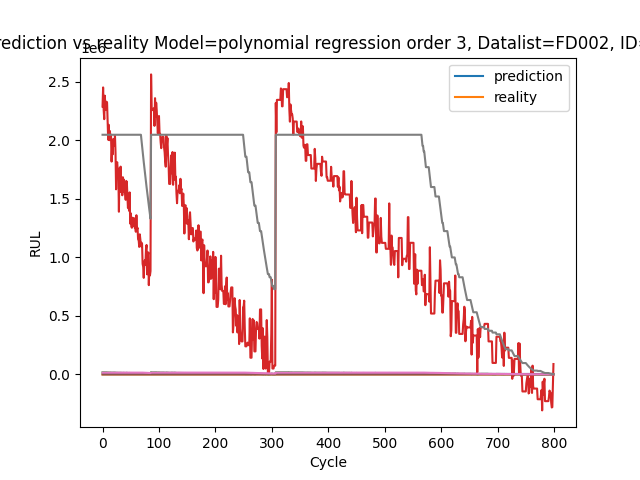 rediction vs reality Model=polynomial regression order 3, Datalist=FD002, ID=
1e6
prediction
reality
2.5
2.0
1.5
1.0
0.5
0.0
RUL
0
100
200
300
400
500
600
700
800
Cycle